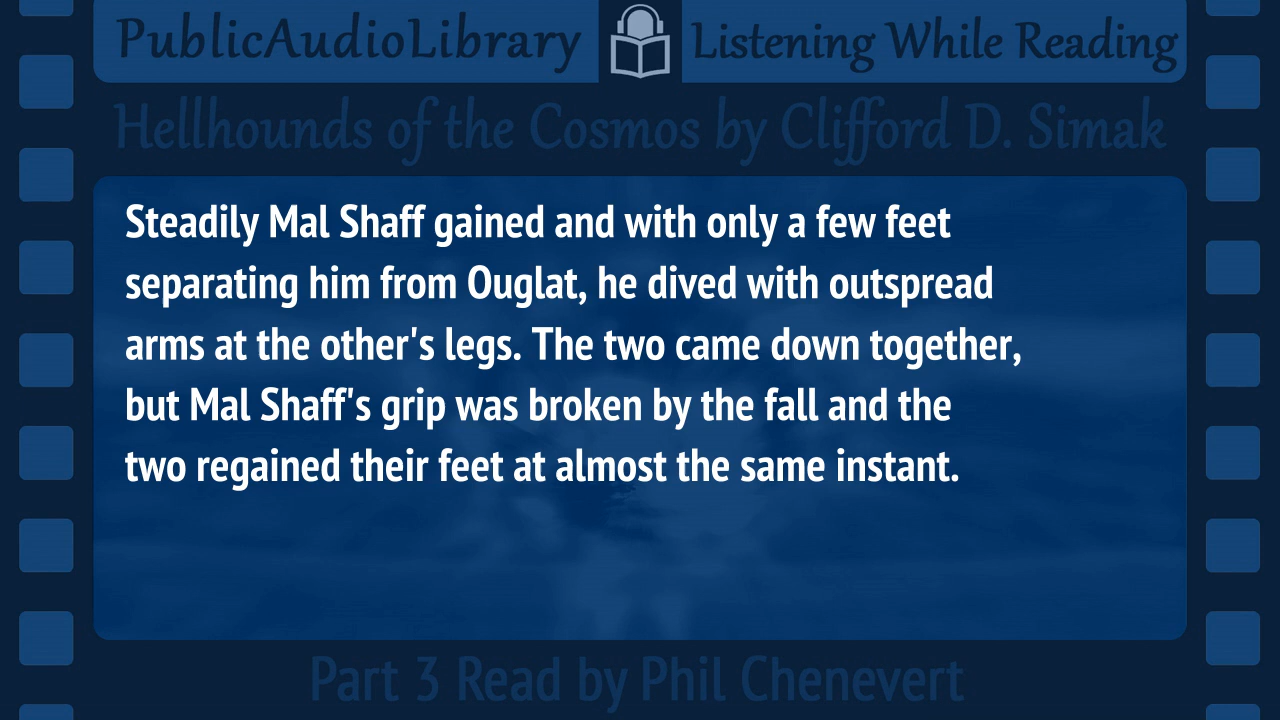 PublicAudioLibrary Listening While Reading
Hellhounds of the Cosmos by Clifford D. Simak
Steadily Mal Shaff gained and with only a few feet
separating him from Ouglat, he dived with outspread
arms at the other's legs. The two came down together,
but Mal Shaff's grip was broken by the fall and the
two regained their feet at almost the same instant.
Part 3 Read by Phil Chenevert